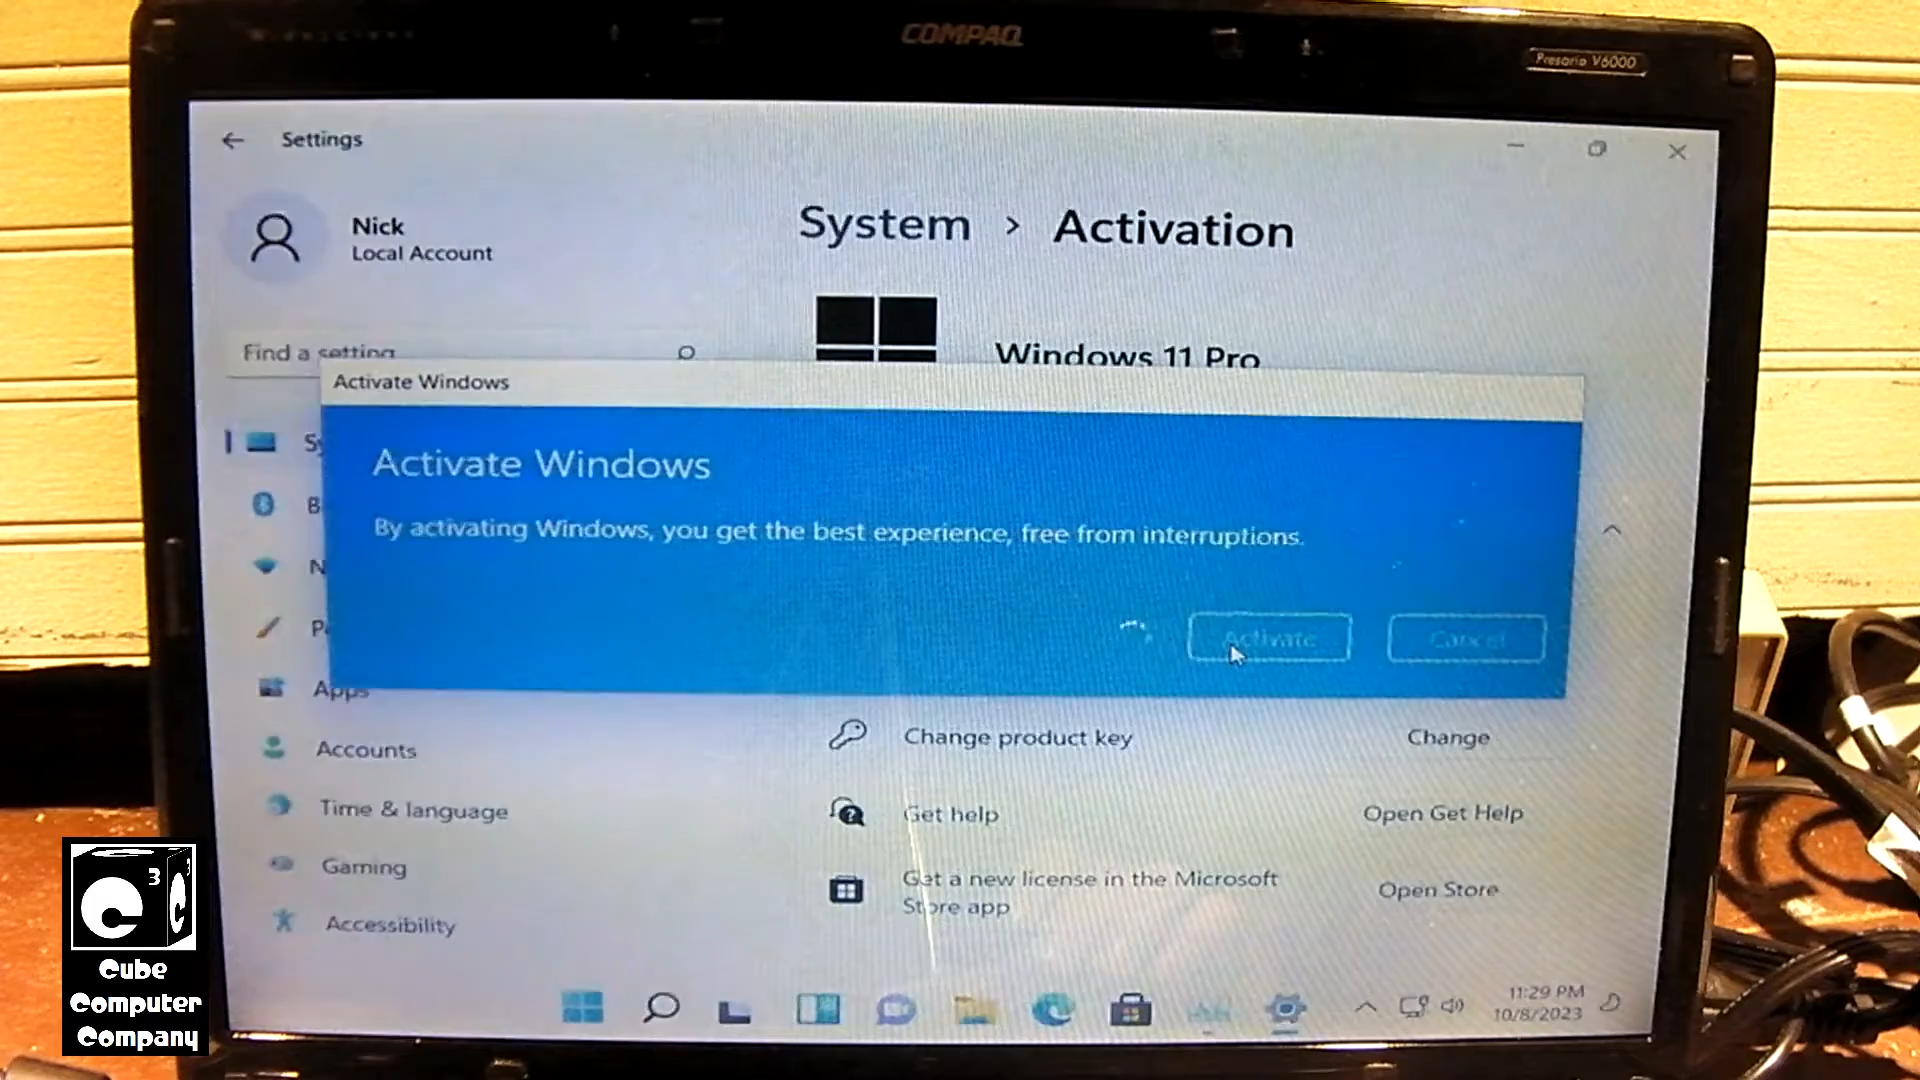 COMPAQ
Presario V6000
Settings
Nick
Local Account
System > Activation
Find a setting
Windows 11 Pro
Activate Windows
Activate Windows
By activating Windows, you get the best experience, free from interruptions.
Activate
Cancel
Apps
Accounts
Time & language
Gaming
Accessibility
Change product key
Change
Get help
Open Get Help
Get a new license in the Microsoft
Store app
Open Store
11:29 PM
10/8/2023
Cube
Computer
Company